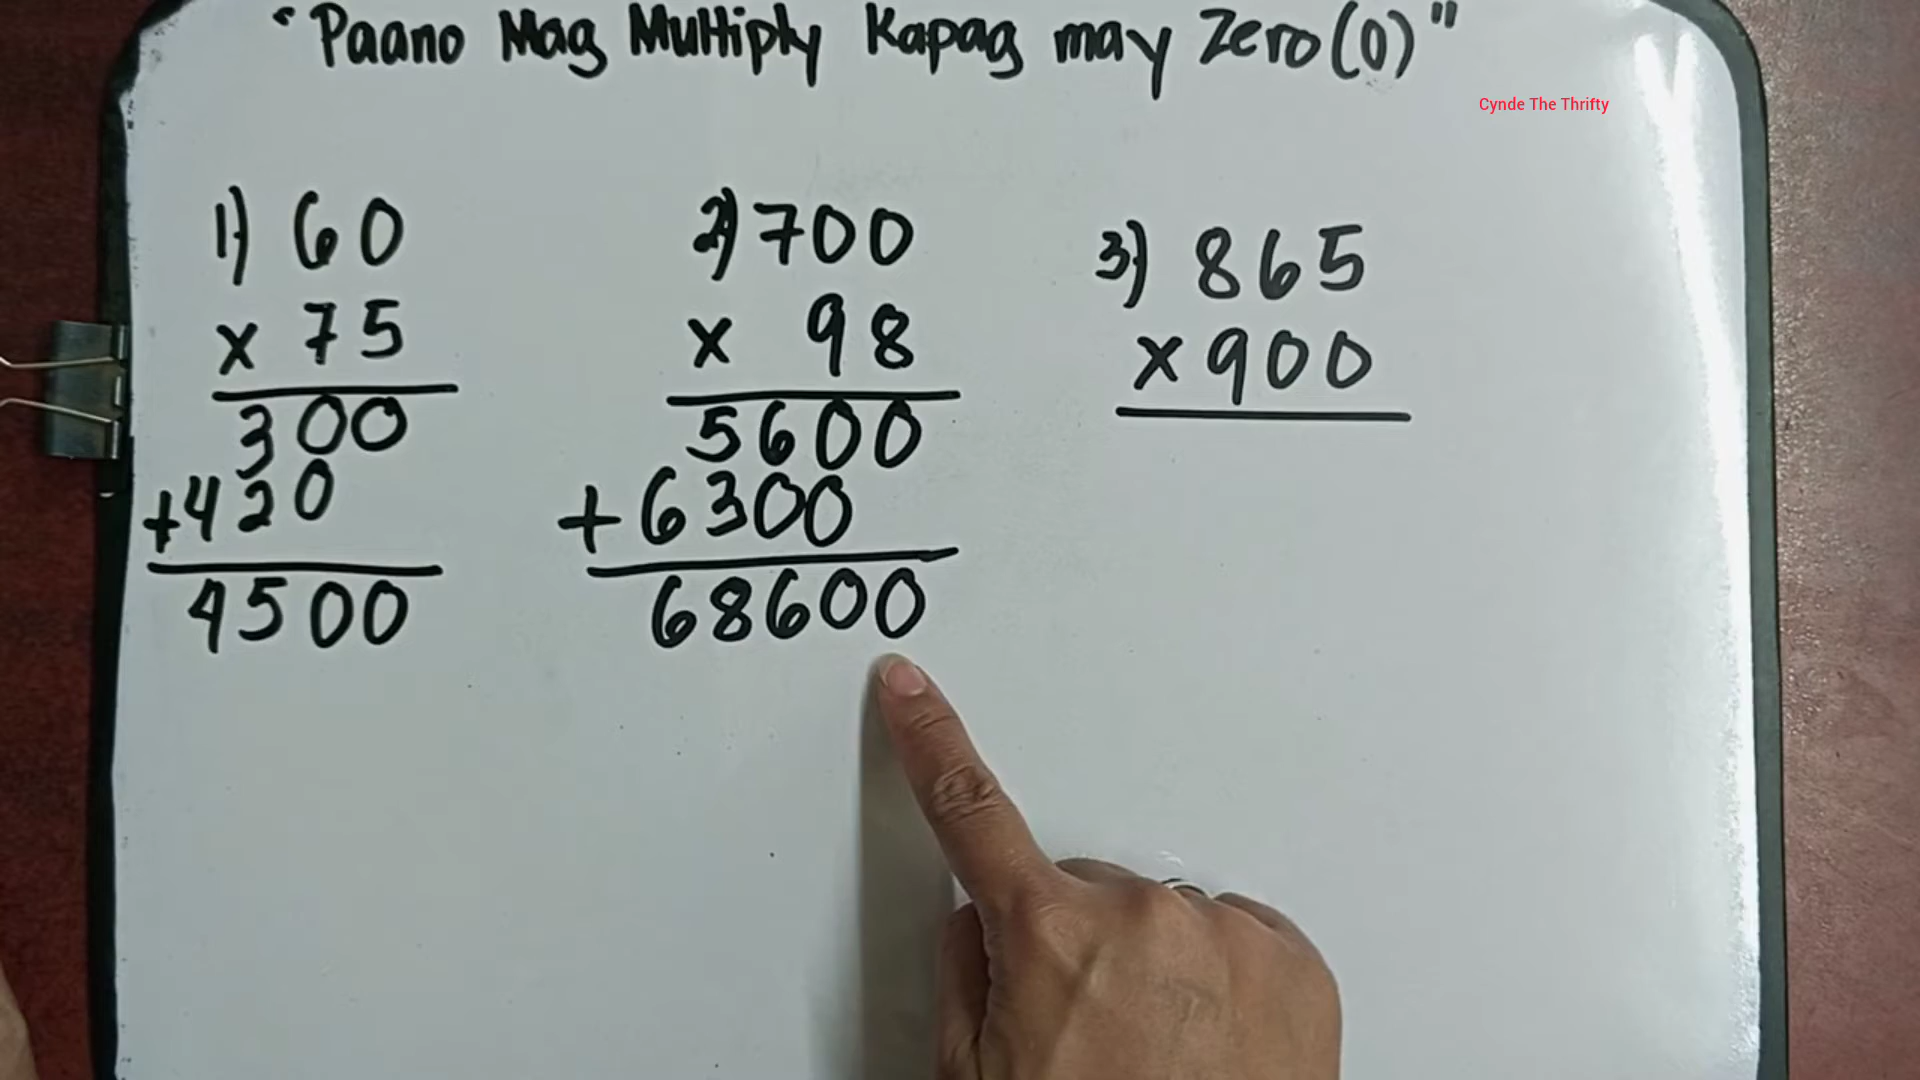 "Paano Mag Multiply Kapag may Zero (0)"
Cynde The Thrifty
1.) 60
x 75
300
+420
4500
2.) 700
x 98
5600
+6300
68600
3.) 865
x 900